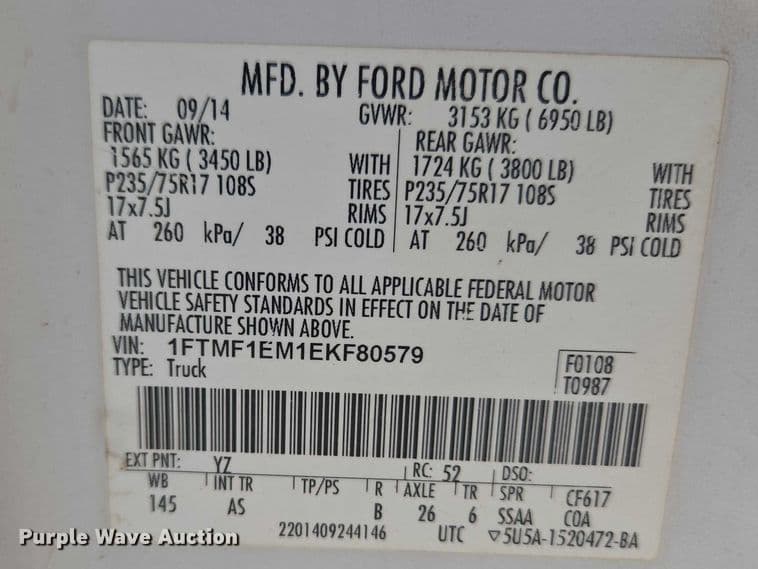 MFD. BY FORD MOTOR CO.
DATE: 09/14 GVWR: 3153 KG ( 6950 LB)
FRONT GAWR: REAR GAWR:
1565 KG ( 3450 LB) WITH 1724 KG ( 3800 LB) WITH
P235/75R17 108S TIRES P235/75R17 108S TIRES
17x7.5J RIMS 17x7.5J RIMS
AT 260 kPa/ 38 PSI COLD AT 260 kPa/ 38 PSI COLD
THIS VEHICLE CONFORMS TO ALL APPLICABLE FEDERAL MOTOR
VEHICLE SAFETY STANDARDS IN EFFECT ON THE DATE OF
MANUFACTURE SHOWN ABOVE.
VIN: 1FTMF1EM1EKF80579 F0108
TYPE: Truck T0987
EXT PNT: YZ RC: 52 DSO:
WB INT TR TP/PS R AXLE TR SPR CF617
145 AS B 26 6 SSAA COA
2201409244146 UTC ▽5U5A-1520472-BA
Purple Wave Auction